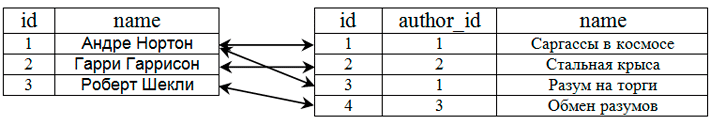 id name
1 Андре Нортон
2 Гарри Гаррисон
3 Роберт Шекли
id author_id name
1 1 Саргассы в космосе
2 2 Стальная крыса
3 1 Разум на торги
4 3 Обмен разумов